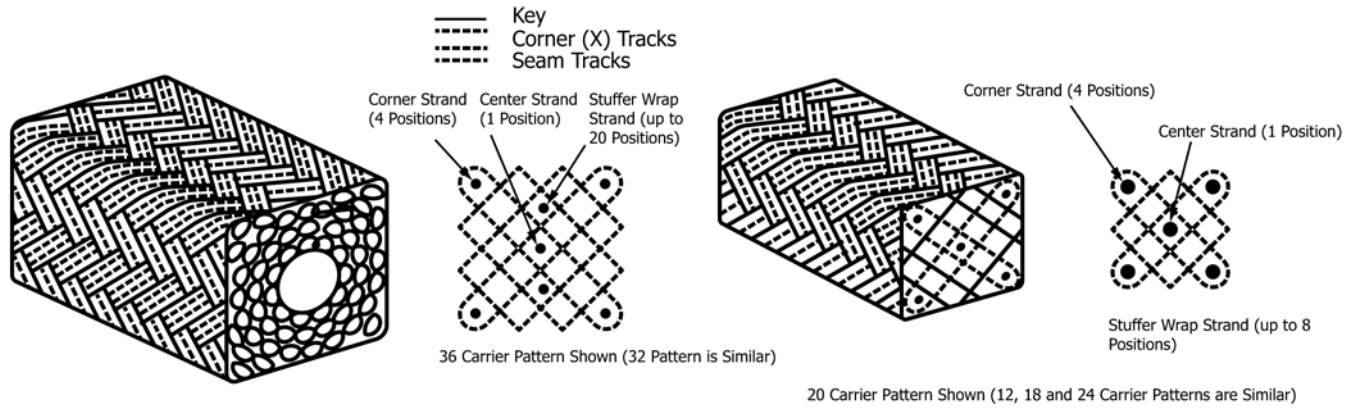 Key
Corner (X) Tracks
Seam Tracks
Corner Strand
(4 Positions)
Center Strand
(1 Position)
Stuffer Wrap
Strand (up to
20 Positions)
36 Carrier Pattern Shown (32 Pattern is Similar)
Corner Strand (4 Positions)
Center Strand (1 Position)
Stuffer Wrap Strand (up to 8
Positions)
20 Carrier Pattern Shown (12, 18 and 24 Carrier Patterns are Similar)